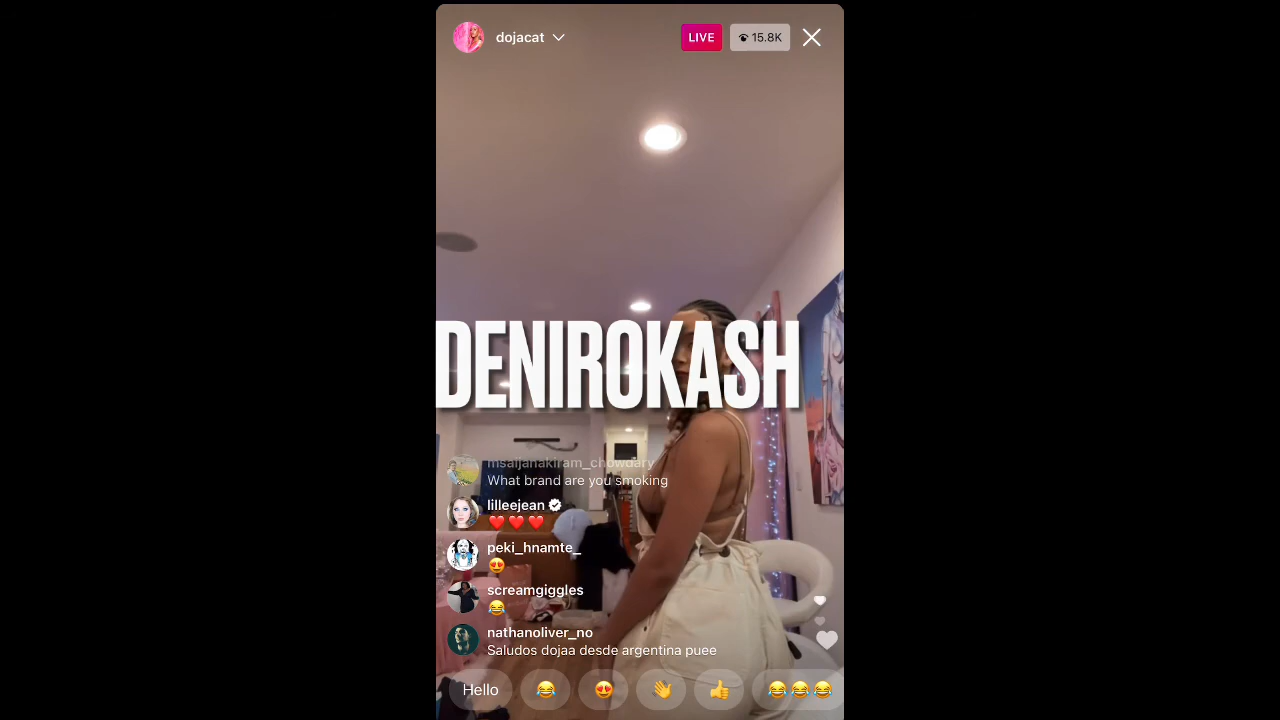 dojacat
LIVE
15.8K
DENIROKASH
msaijanakiram_chowdary
What brand are you smoking
lilleejean
❤️❤️❤️
peki_hnamte_
😍
screamgiggles
😂
nathanoliver_no
Saludos dojaa desde argentina puee
Hello 😂 😍 👋 👍 😂😂😂